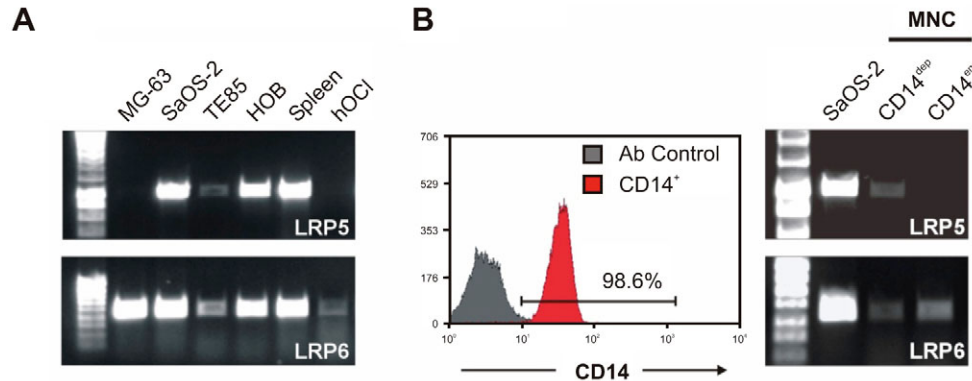 A
MG-63
SaOS-2
TE85
HOB
Spleen
hOCl
LRP5
LRP6
B
706
529
353
176
0
Ab Control
CD14⁺
98.6%
10⁰ 10¹ 10² 10³ 10⁴
CD14
MNC
SaOS-2
CD14ᵈᵉᵖ
CD14ᵉⁿ
LRP5
LRP6